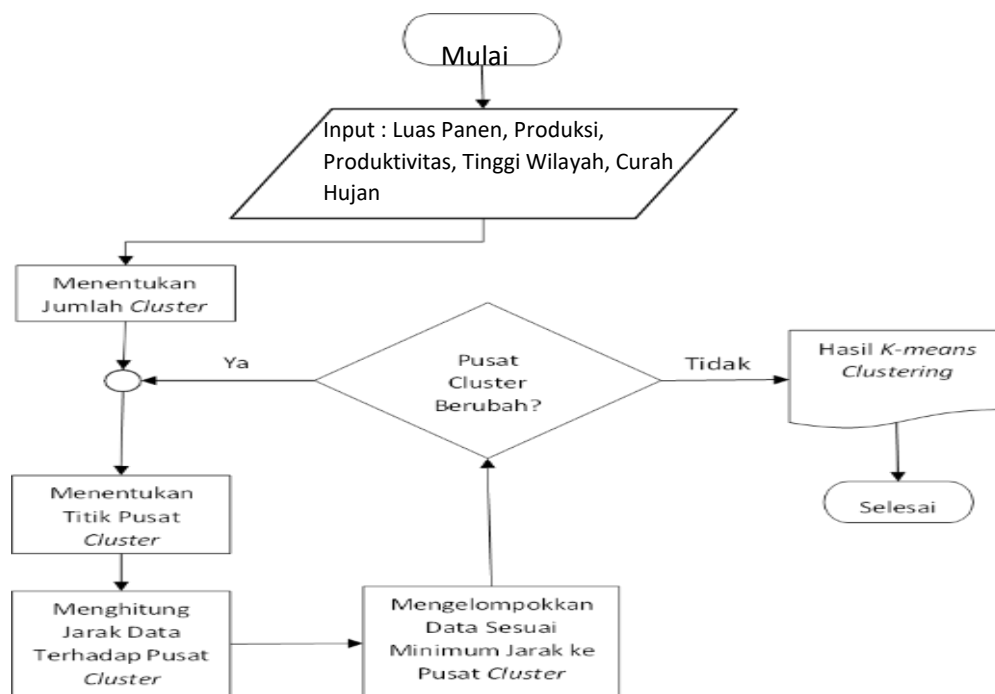 Mulai
Input : Luas Panen, Produksi,
Produktivitas, Tinggi Wilayah, Curah
Hujan
Menentukan
Jumlah Cluster
Ya
Pusat
Cluster
Berubah?
Tidak
Hasil K-means
Clustering
Menentukan
Titik Pusat
Cluster
Selesai
Menghitung
Jarak Data
Terhadap Pusat
Cluster
Mengelompokkan
Data Sesuai
Minimum Jarak ke
Pusat Cluster